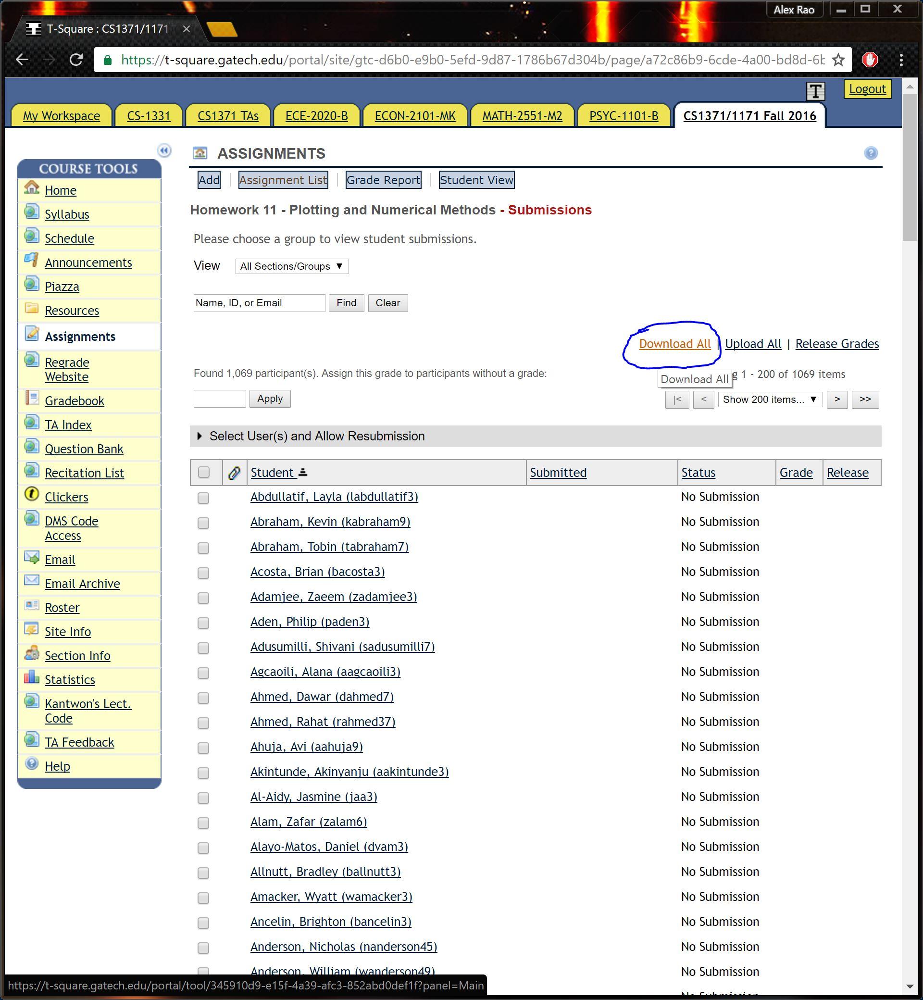 Alex Rao
T-Square : CS1371/1171
https://t-square.gatech.edu/portal/site/gtc-d6b0-e9b0-5efd-9d87-1786b67d304b/page/a72c86b9-6cde-4a00-bd8d-6b
T
Logout
My Workspace CS-1331 CS1371 TAs ECE-2020-B ECON-2101-MK MATH-2551-M2 PSYC-1101-B CS1371/1171 Fall 2016
COURSE TOOLS
Home
Syllabus
Schedule
Announcements
Piazza
Resources
Assignments
Regrade
Website
Gradebook
TA Index
Question Bank
Recitation List
Clickers
DMS Code
Access
Email
Email Archive
Roster
Site Info
Section Info
Statistics
Kantwon's Lect.
Code
TA Feedback
Help
ASSIGNMENTS
Add | Assignment List | Grade Report | Student View
Homework 11 - Plotting and Numerical Methods - Submissions
Please choose a group to view student submissions.
View All Sections/Groups
Name, ID, or Email Find Clear
Download All | Upload All | Release Grades
Found 1,069 participant(s). Assign this grade to participants without a grade:
Download All g 1 - 200 of 1069 items
Apply
|< < Show 200 items... > >>
Select User(s) and Allow Resubmission
Student Submitted Status Grade Release
Abdullatif, Layla (labdullatif3) No Submission
Abraham, Kevin (kabraham9) No Submission
Abraham, Tobin (tabraham7) No Submission
Acosta, Brian (bacosta3) No Submission
Adamjee, Zaeem (zadamjee3) No Submission
Aden, Philip (paden3) No Submission
Adusumilli, Shivani (sadusumilli7) No Submission
Agcaoili, Alana (aagcaoili3) No Submission
Ahmed, Dawar (dahmed7) No Submission
Ahmed, Rahat (rahmed37) No Submission
Ahuja, Avi (aahuja9) No Submission
Akintunde, Akinyanju (aakintunde3) No Submission
Al-Aidy, Jasmine (jaa3) No Submission
Alam, Zafar (zalam6) No Submission
Alayo-Matos, Daniel (dvam3) No Submission
Allnutt, Bradley (ballnutt3) No Submission
Amacker, Wyatt (wamacker3) No Submission
Ancelin, Brighton (bancelin3) No Submission
Anderson, Nicholas (nanderson45) No Submission
Anderson, William (wanderson49) No Submission
https://t-square.gatech.edu/portal/tool/345910d9-e15f-4a39-afc3-852abd0def1f?panel=Main